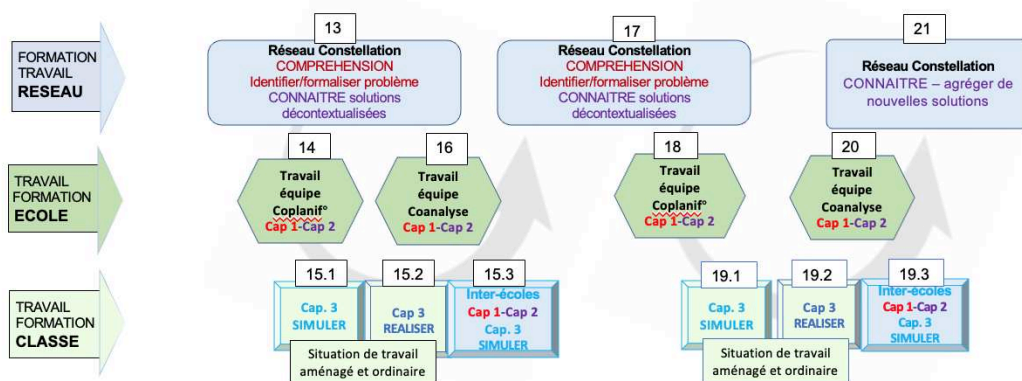 FORMATION
TRAVAIL
RESEAU
13
Réseau Constellation
COMPREHENSION
Identifier/formaliser problème
CONNAITRE solutions
décontextualisées
17
Réseau Constellation
COMPREHENSION
Identifier/formaliser problème
CONNAITRE solutions
décontextualisées
21
Réseau Constellation
CONNAITRE – agréger de
nouvelles solutions
TRAVAIL
FORMATION
ECOLE
14
Travail
équipe
Coplanif°
Cap 1-Cap 2
16
Travail
équipe
Coanalyse
Cap 1-Cap 2
18
Travail
équipe
Coplanif°
Cap 1-Cap 2
20
Travail
équipe
Coanalyse
Cap 1-Cap 2
TRAVAIL
FORMATION
CLASSE
15.1
Cap. 3
SIMULER
15.2
Cap 3
REALISER
15.3
Inter-écoles
Cap 1-Cap 2
Cap. 3
SIMULER
Situation de travail
aménagé et ordinaire
19.1
Cap. 3
SIMULER
19.2
Cap 3
REALISER
19.3
Inter-écoles
Cap 1-Cap 2
Cap. 3
SIMULER
Situation de travail
aménagé et ordinaire